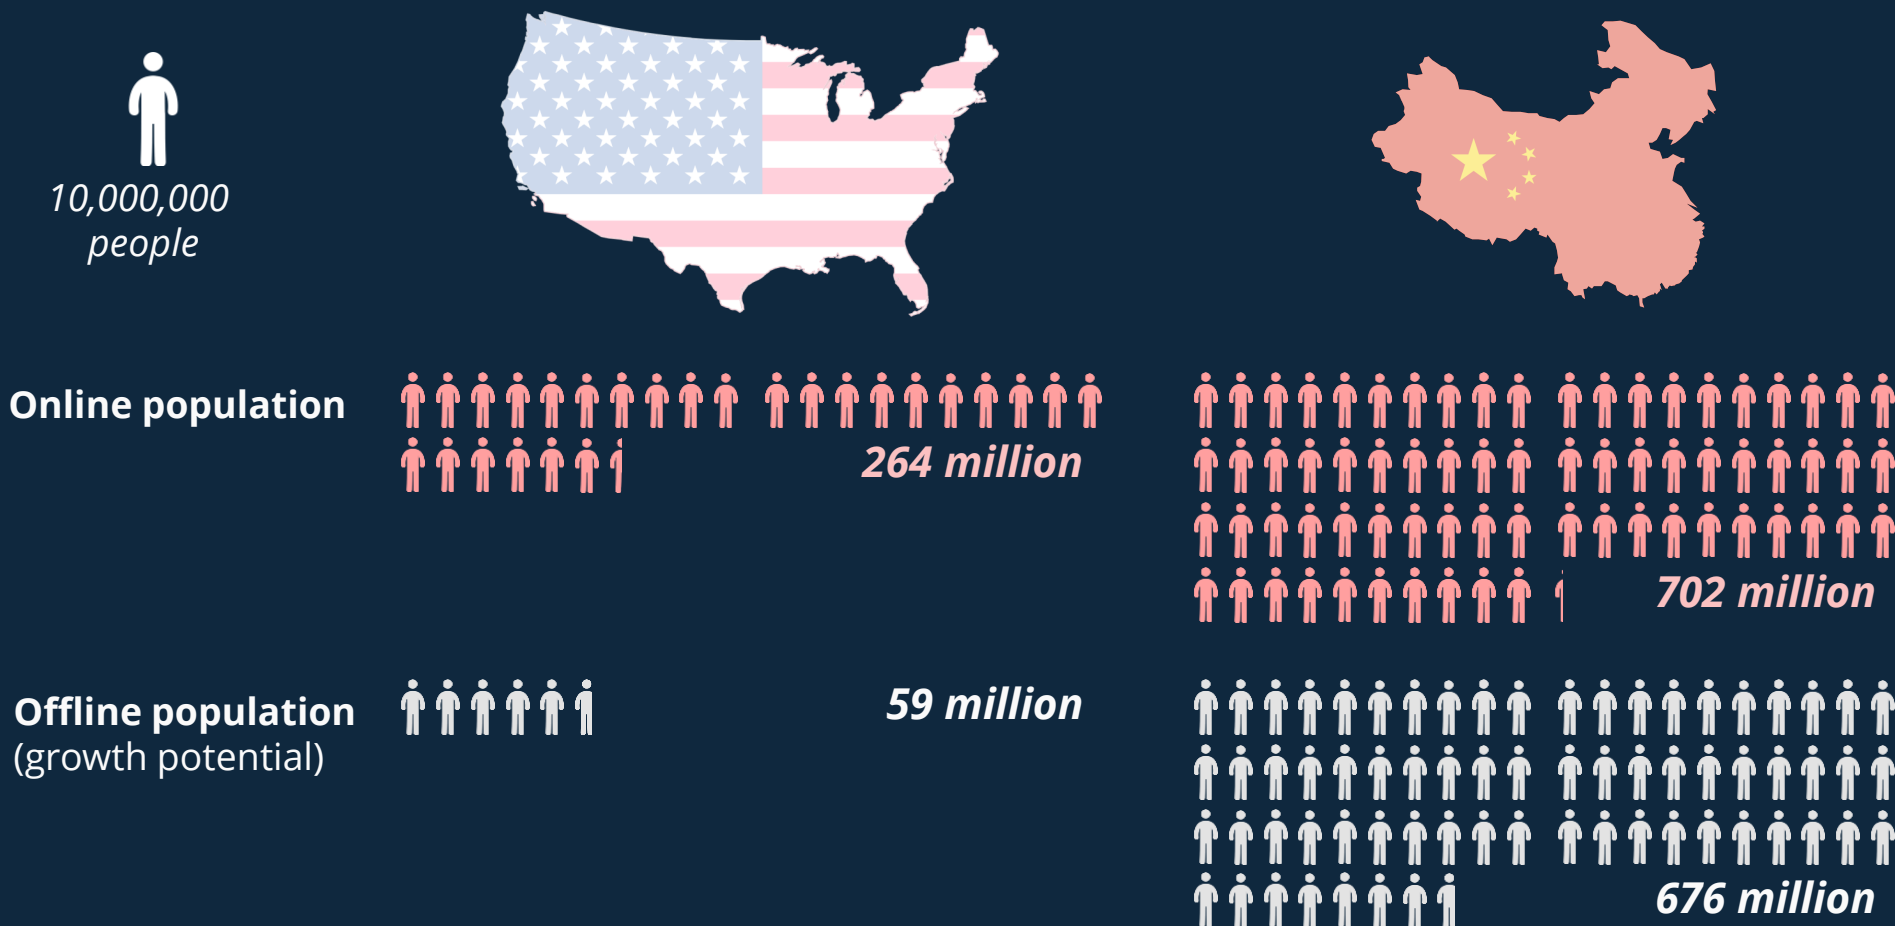 10,000,000
people
Online population
264 million
702 million
Offline population
(growth potential)
59 million
676 million